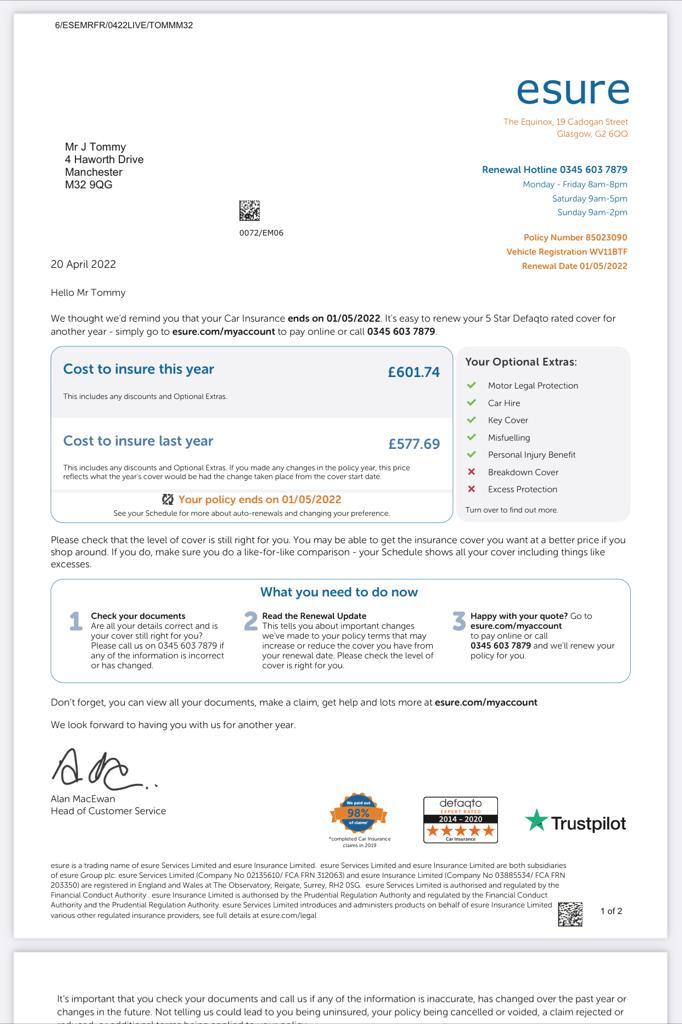 6/ESEMRFR/0422LIVE/TOMMM32
esure
The Equinox, 19 Cadogan Street
Glasgow, G2 6QQ
Mr J Tommy
4 Haworth Drive
Manchester
M32 9QG
Renewal Hotline 0345 603 7879
Monday - Friday 8am-8pm
Saturday 9am-5pm
Sunday 9am-2pm
0072/EM06
Policy Number 85023090
Vehicle Registration WV11BTF
Renewal Date 01/05/2022
20 April 2022
Hello Mr Tommy
We thought we'd remind you that your Car Insurance ends on 01/05/2022. It's easy to renew your 5 Star Defaqto rated cover for
another year - simply go to esure.com/myaccount to pay online or call 0345 603 7879.
Cost to insure this year £601.74
This includes any discounts and Optional Extras.
Cost to insure last year £577.69
This includes any discounts and Optional Extras. If you made any changes in the policy year, this price
reflects what the year's cover would be had the change taken place from the cover start date.
Your policy ends on 01/05/2022
See your Schedule for more about auto-renewals and changing your preference.
Your Optional Extras:
Motor Legal Protection
Car Hire
Key Cover
Misfuelling
Personal Injury Benefit
Breakdown Cover
Excess Protection
Turn over to find out more.
Please check that the level of cover is still right for you. You may be able to get the insurance cover you want at a better price if you
shop around. If you do, make sure you do a like-for-like comparison - your Schedule shows all your cover including things like
excesses.
What you need to do now
1 Check your documents
Are all your details correct and is
your cover still right for you?
Please call us on 0345 603 7879 if
any of the information is incorrect
or has changed.
2 Read the Renewal Update
This tells you about important changes
we've made to your policy terms that may
increase or reduce the cover you have from
your renewal date. Please check the level of
cover is right for you.
3 Happy with your quote? Go to
esure.com/myaccount
to pay online or call
0345 603 7879 and we'll renew your
policy for you.
Don't forget, you can view all your documents, make a claim, get help and lots more at esure.com/myaccount
We look forward to having you with us for another year.
Alan MacEwan
Head of Customer Service
We paid out
98%
of claims*
*completed Car Insurance
claims in 2019
defaqto
EXPERT RATED
2014 – 2020
Car Insurance
Trustpilot
esure is a trading name of esure Services Limited and esure Insurance Limited. esure Services Limited and esure Insurance Limited are both subsidiaries
of esure Group plc. esure Services Limited (Company No 02135610/ FCA FRN 312063) and esure Insurance Limited (Company No 03885534/ FCA FRN
203350) are registered in England and Wales at The Observatory, Reigate, Surrey, RH2 0SG. esure Services Limited is authorised and regulated by the
Financial Conduct Authority . esure Insurance Limited is authorised by the Prudential Regulation Authority and regulated by the Financial Conduct
Authority and the Prudential Regulation Authority. esure Services Limited introduces and administers products on behalf of esure Insurance Limited
various other regulated insurance providers, see full details at esure.com/legal
1 of 2
It's important that you check your documents and call us if any of the information is inaccurate, has changed over the past year or
changes in the future. Not telling us could lead to you being uninsured, your policy being cancelled or voided, a claim rejected or